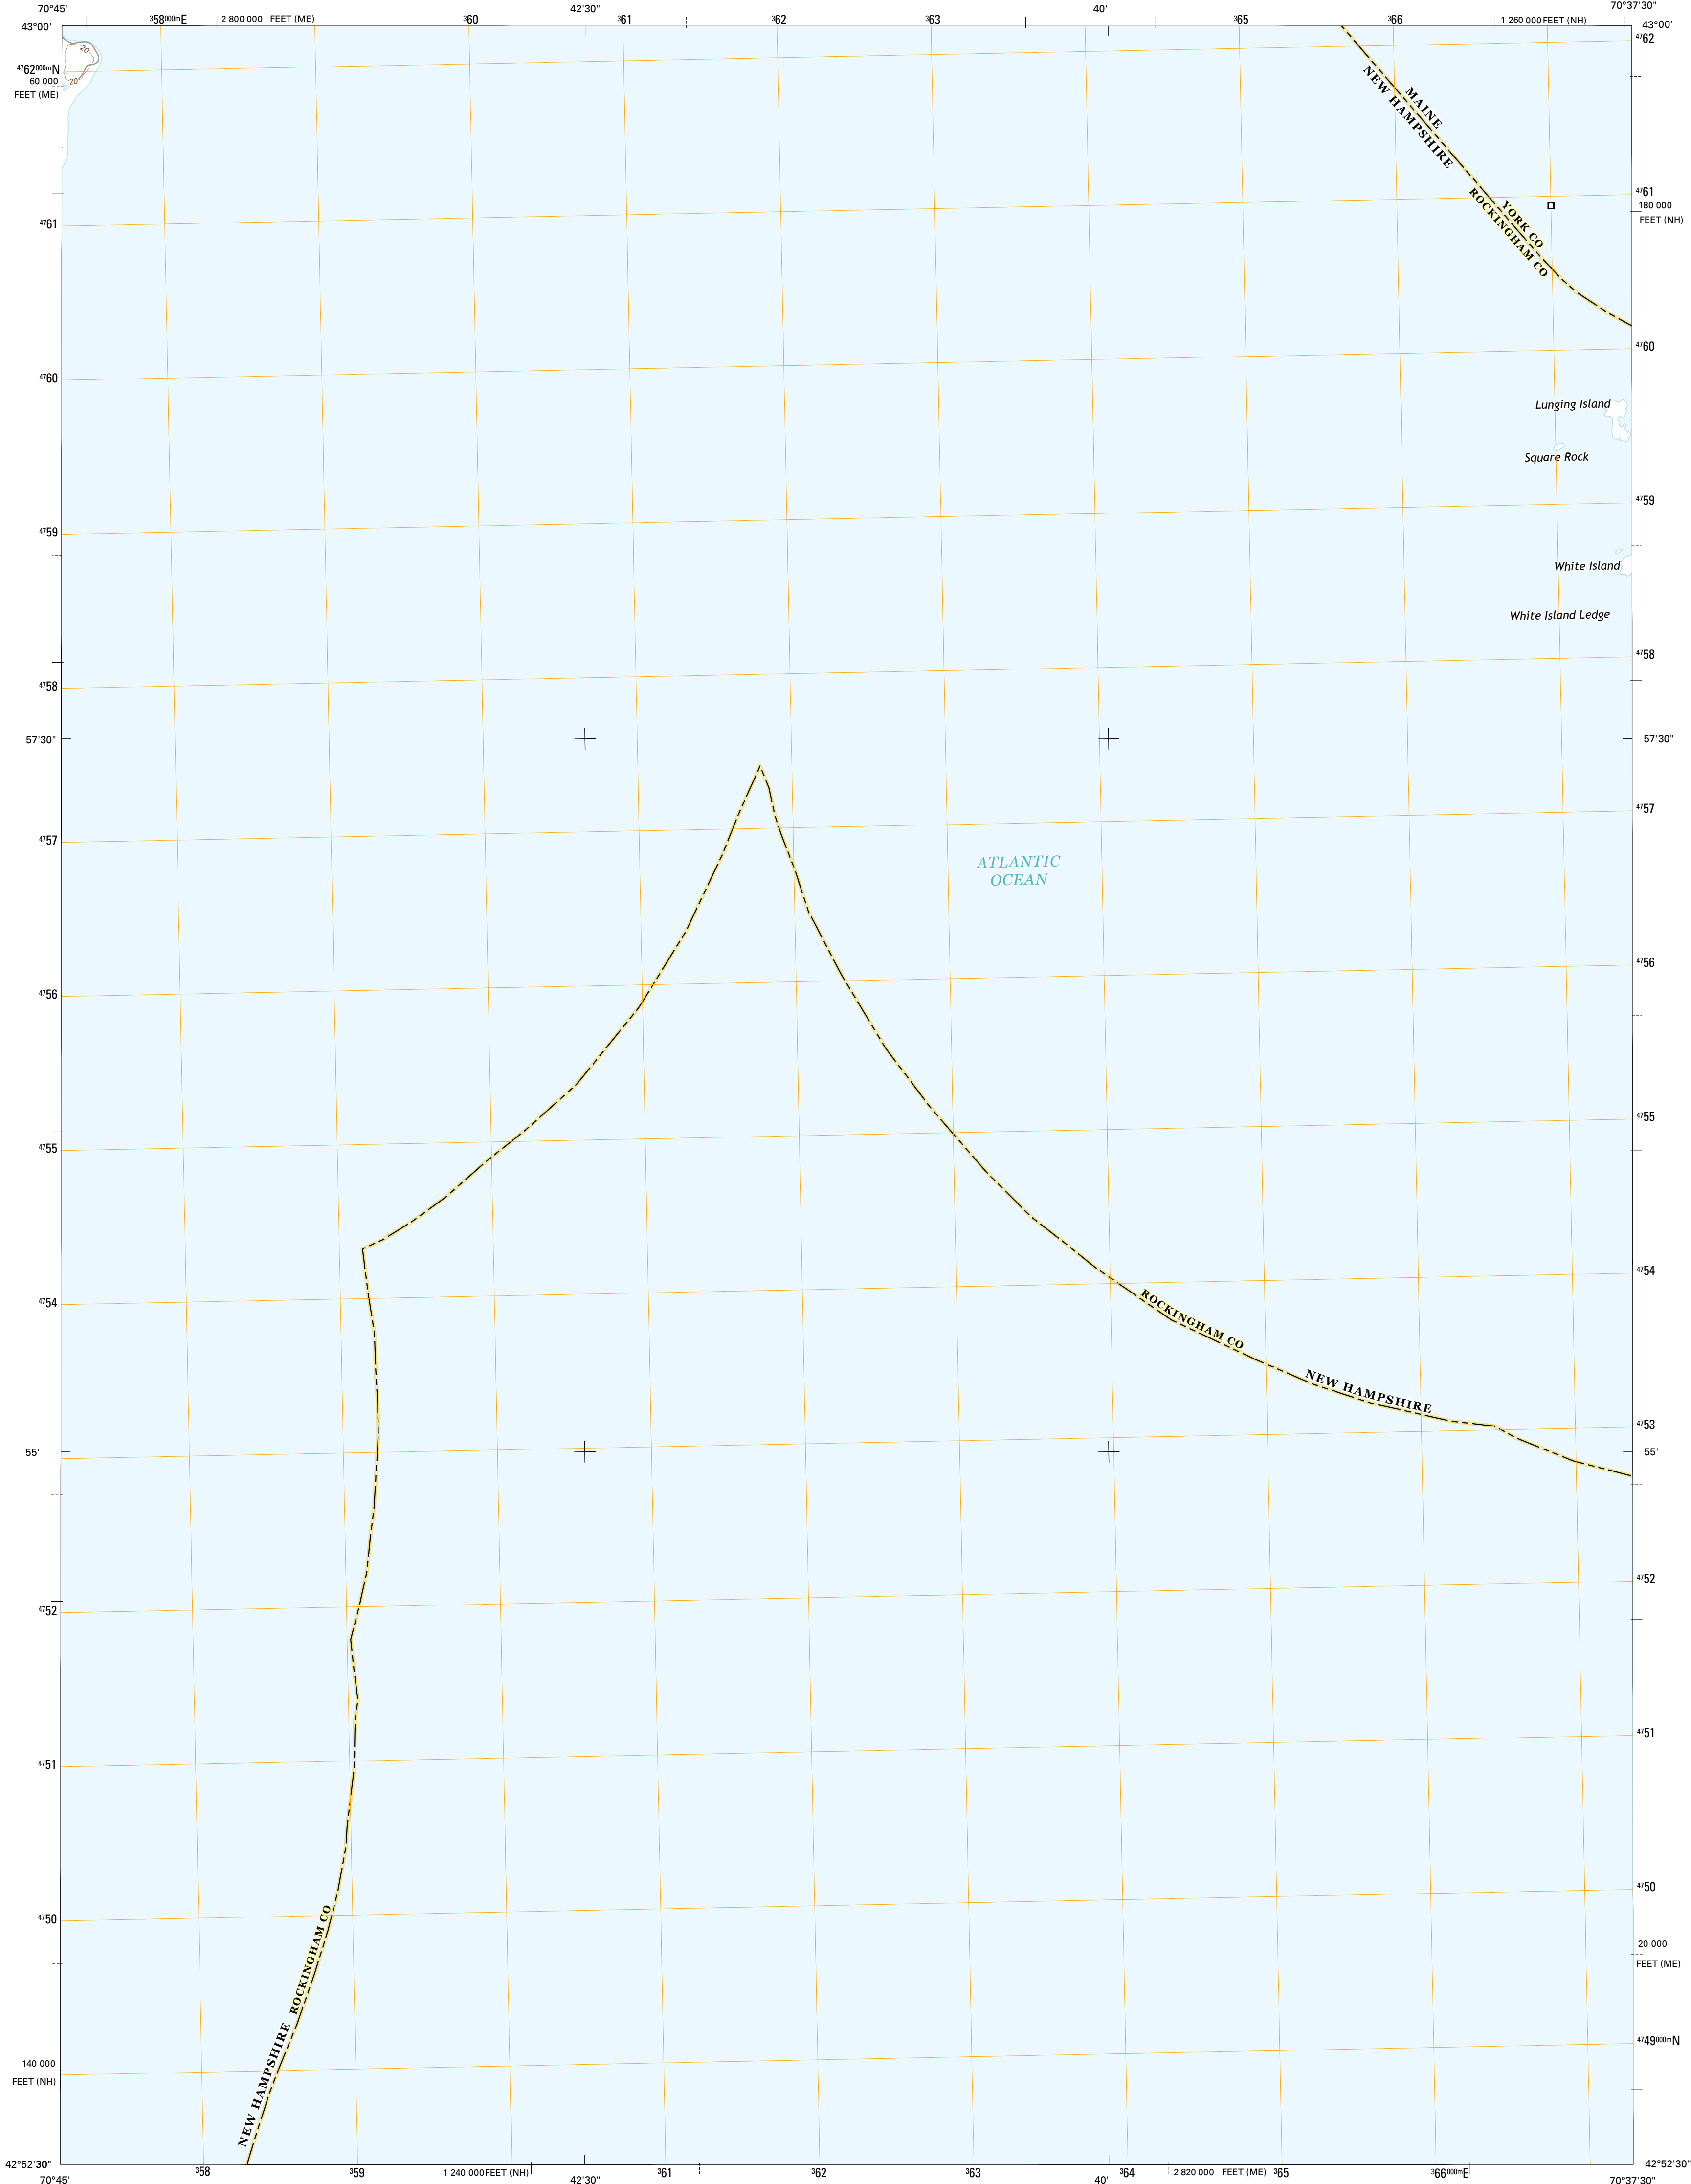 70°45' 42'30" 40' 70°37'30"
³58⁰⁰⁰ᵐE 2 800 000 FEET (ME) ³60 ³61 ³62 ³63 ³65 ³66 1 260 000 FEET (NH)
43°00' 43°00'
20
20
⁴⁷62⁰⁰⁰ᵐN
60 000
FEET (ME)
⁴⁷62
MAINE
NEW HAMPSHIRE
YORK CO
ROCKINGHAM CO
⁴⁷61
⁴⁷61
180 000
FEET (NH)
⁴⁷60
⁴⁷60
Lunging Island
Square Rock
⁴⁷59
⁴⁷59
White Island
White Island Ledge
⁴⁷58
⁴⁷58
57'30" 57'30"
⁴⁷57
⁴⁷57
ATLANTIC
OCEAN
⁴⁷56
⁴⁷56
⁴⁷55
⁴⁷55
⁴⁷54
⁴⁷54
ROCKINGHAM CO
NEW HAMPSHIRE
⁴⁷53
55' 55'
⁴⁷52
⁴⁷52
⁴⁷51
⁴⁷51
⁴⁷50
⁴⁷50
ROCKINGHAM CO
NEW HAMPSHIRE
20 000
FEET (ME)
⁴⁷49⁰⁰⁰ᵐN
140 000
FEET (NH)
42°52'30" 42°52'30"
³58 ³59 1 240 000 FEET (NH) ³61 ³62 ³63 ³64 2 820 000 FEET (ME) ³65 ³66⁰⁰⁰ᵐE
70°45' 42'30" 40' 70°37'30"